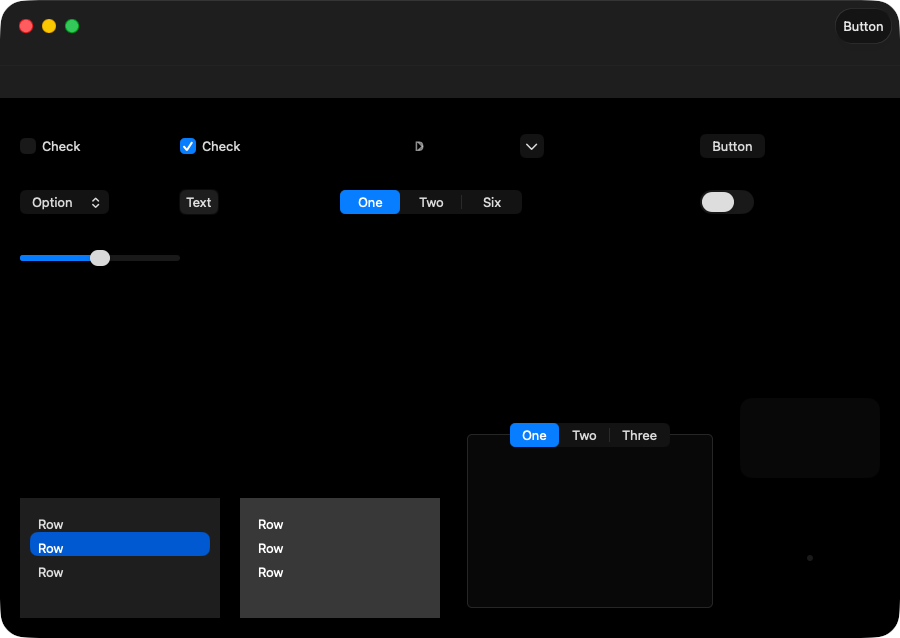 Button
Check
Check
Button
Option
Text
One
Two
Six
One
Two
Three
Row
Row
Row
Row
Row
Row